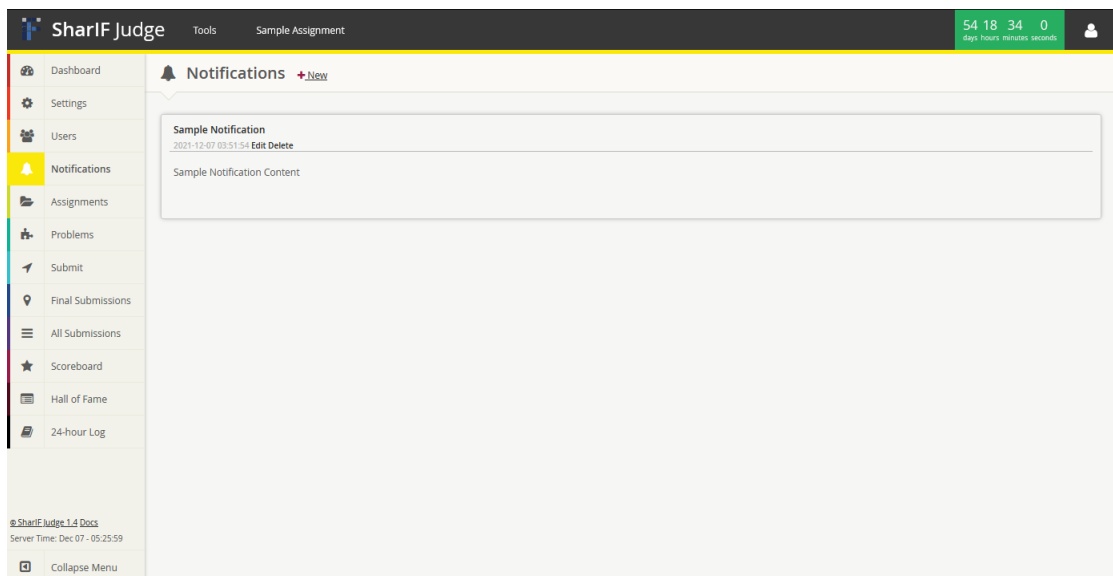 SharIF Judge Tools Sample Assignment
54 18 34 0
days hours minutes seconds
Dashboard
Settings
Users
Notifications
Assignments
Problems
Submit
Final Submissions
All Submissions
Scoreboard
Hall of Fame
24-hour Log
© SharIF Judge 1.4 Docs
Server Time: Dec 07 - 05:25:59
Collapse Menu
Notifications + New
Sample Notification
2021-12-07 03:51:54 Edit Delete
Sample Notification Content